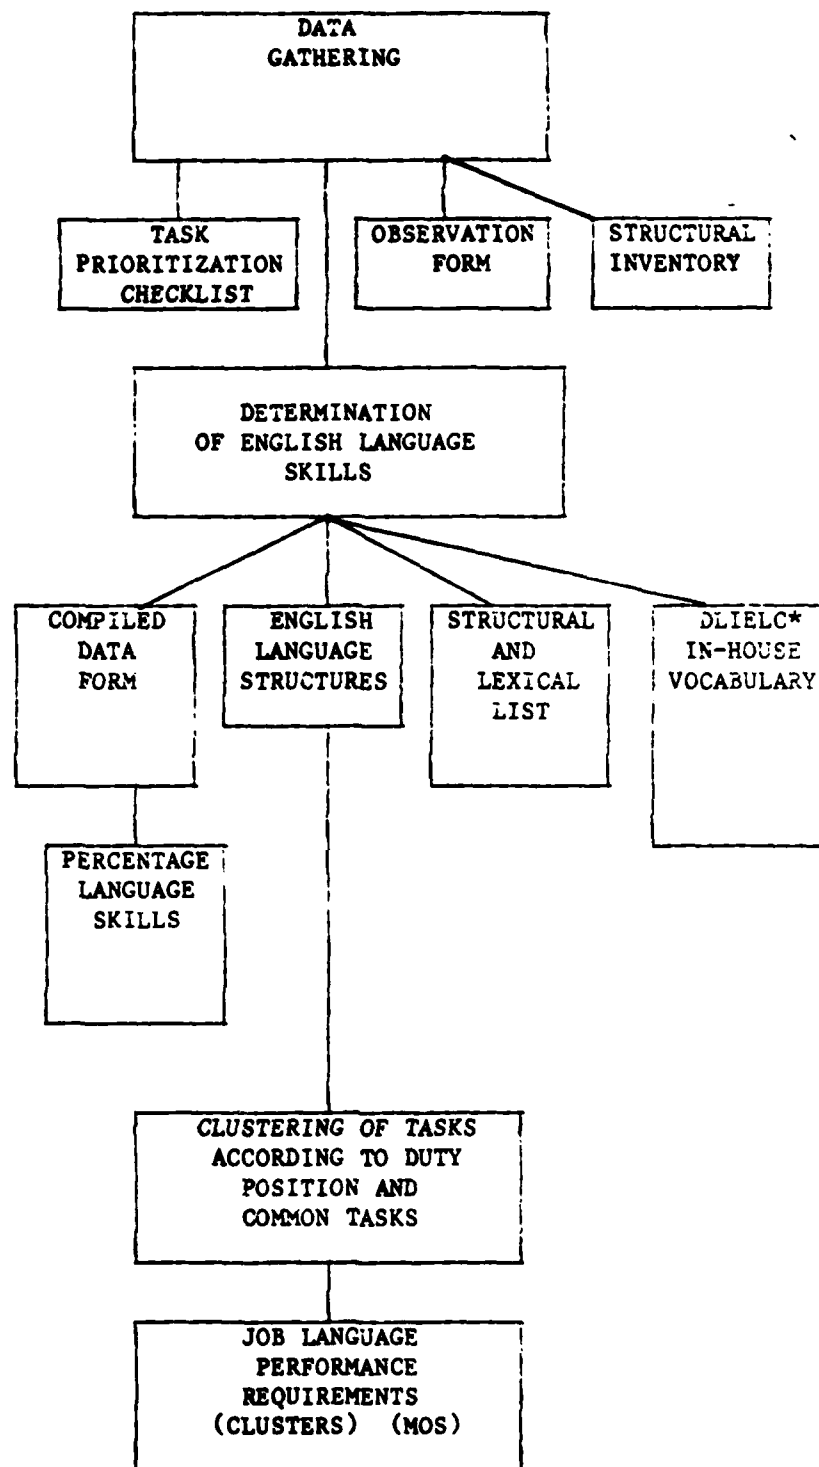 DATA
GATHERING
TASK
PRIORITIZATION
CHECKLIST
OBSERVATION
FORM
STRUCTURAL
INVENTORY
DETERMINATION
OF ENGLISH LANGUAGE
SKILLS
COMPILED
DATA
FORM
ENGLISH
LANGUAGE
STRUCTURES
STRUCTURAL
AND
LEXICAL
LIST
DLIELC*
IN-HOUSE
VOCABULARY
PERCENTAGE
LANGUAGE
SKILLS
CLUSTERING OF TASKS
ACCORDING TO DUTY
POSITION AND
COMMON TASKS
JOB LANGUAGE
PERFORMANCE
REQUIREMENTS
(CLUSTERS) (MOS)